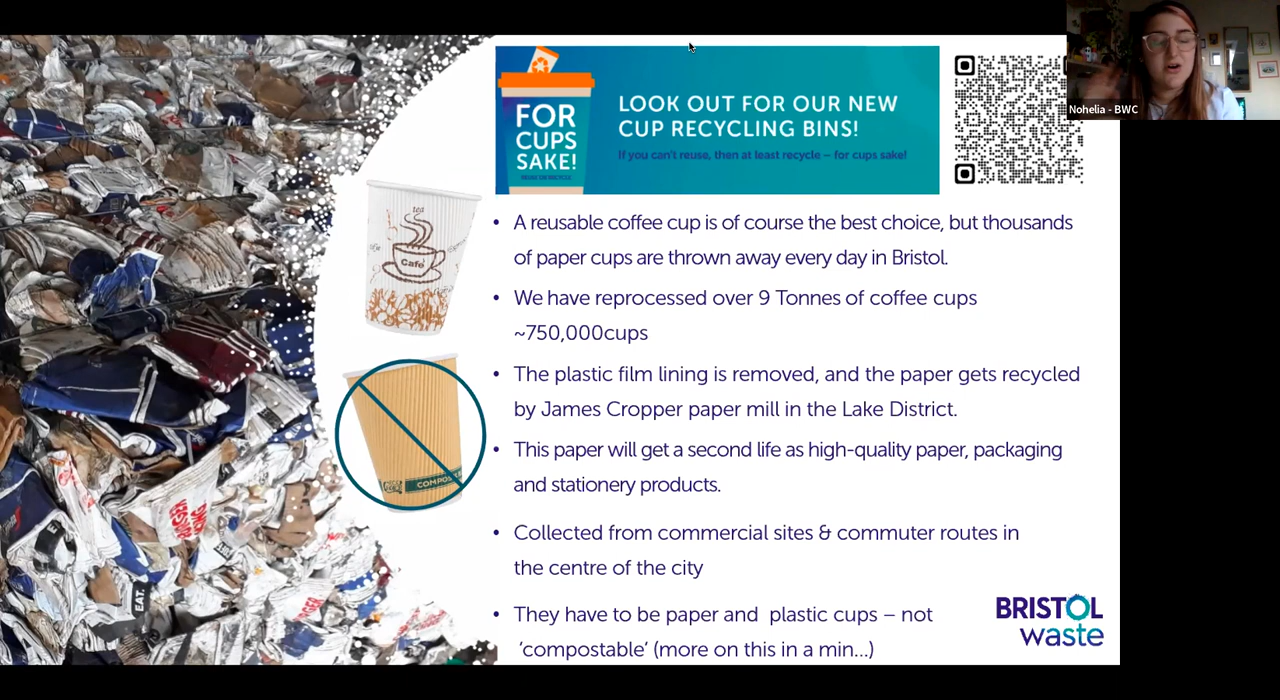 FOR
CUPS
SAKE!
LOOK OUT FOR OUR NEW
CUP RECYCLING BINS!
If you can't reuse, then at least recycle – for cups sake!
Nohelia - BWC
tea
Café
• A reusable coffee cup is of course the best choice, but thousands
of paper cups are thrown away every day in Bristol.
• We have reprocessed over 9 Tonnes of coffee cups
~750,000cups
• The plastic film lining is removed, and the paper gets recycled
by James Cropper paper mill in the Lake District.
• This paper will get a second life as high-quality paper, packaging
and stationery products.
• Collected from commercial sites & commuter routes in
the centre of the city
• They have to be paper and plastic cups – not
'compostable' (more on this in a min...)
EAT.
BRISTOL
waste